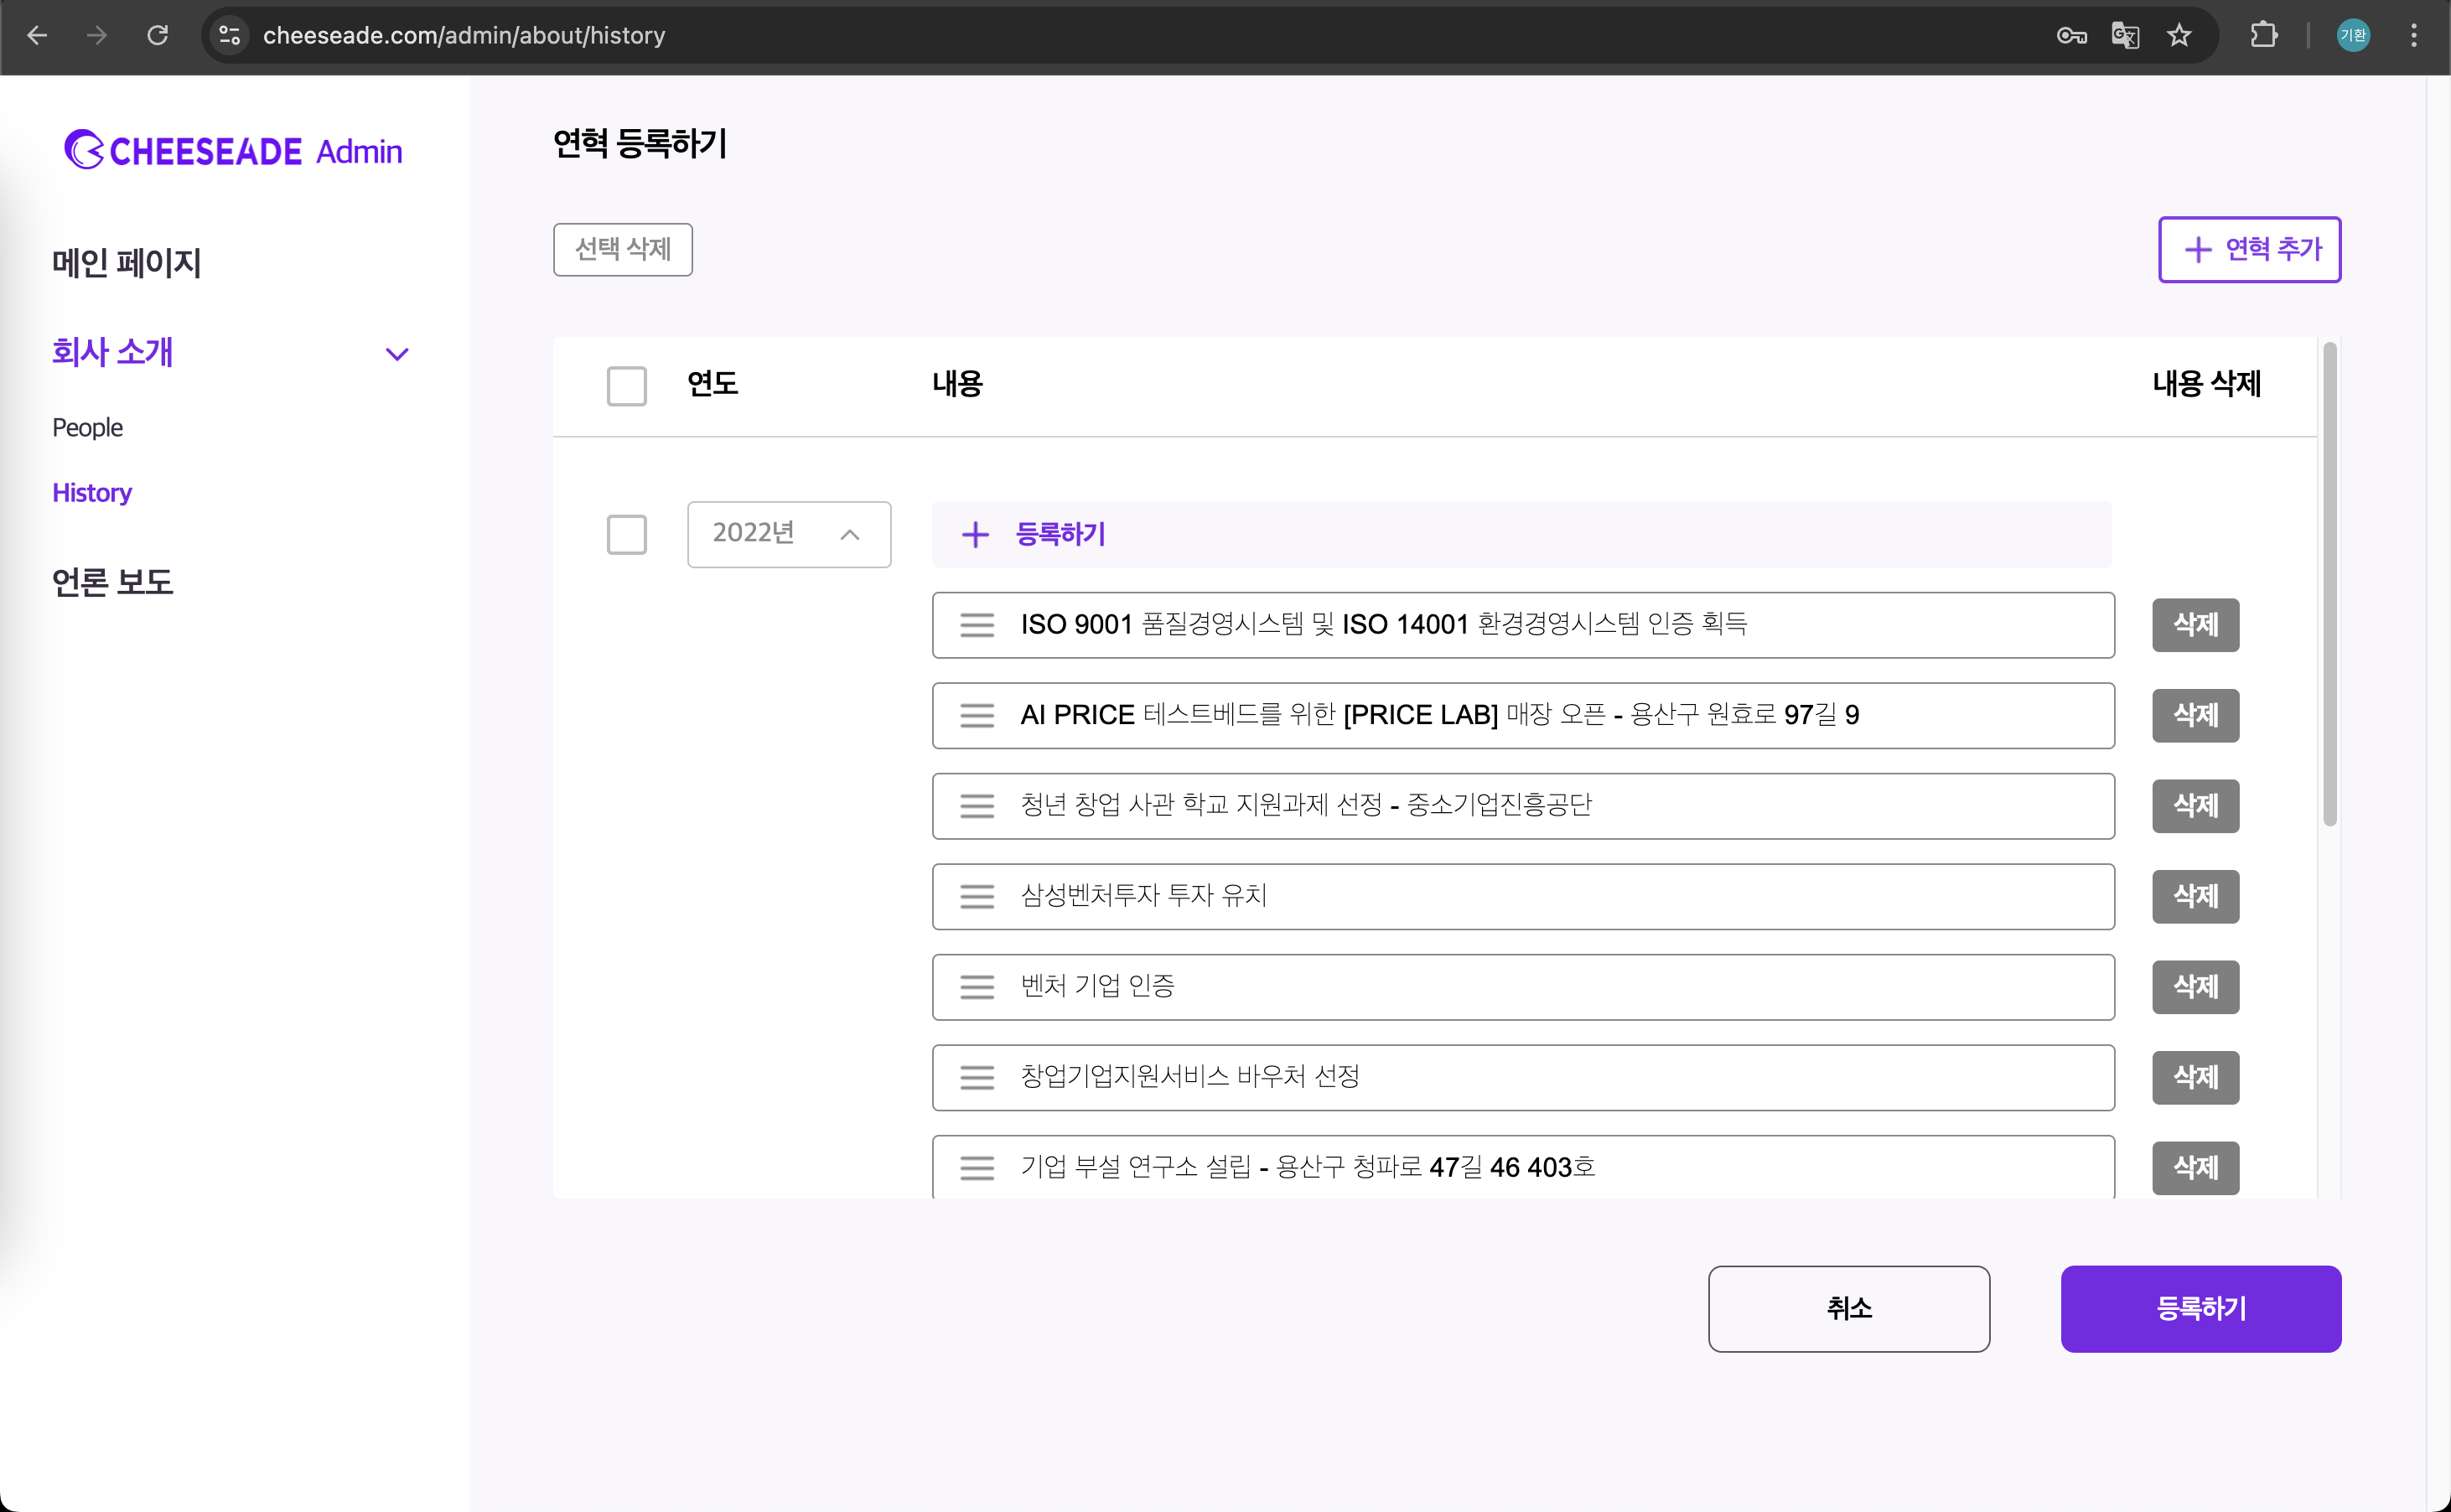 cheeseade.com/admin/about/history
기환
CHEESEADE Admin
메인 페이지
회사 소개
People
History
언론 보도
연혁 등록하기
선택 삭제
연혁 추가
연도 내용 내용 삭제
2022년 등록하기
ISO 9001 품질경영시스템 및 ISO 14001 환경경영시스템 인증 획득 삭제
AI PRICE 테스트베드를 위한 [PRICE LAB] 매장 오픈 - 용산구 원효로 97길 9 삭제
청년 창업 사관 학교 지원과제 선정 - 중소기업진흥공단 삭제
삼성벤처투자 투자 유치 삭제
벤처 기업 인증 삭제
창업기업지원서비스 바우처 선정 삭제
기업 부설 연구소 설립 - 용산구 청파로 47길 46 403호 삭제
취소 등록하기